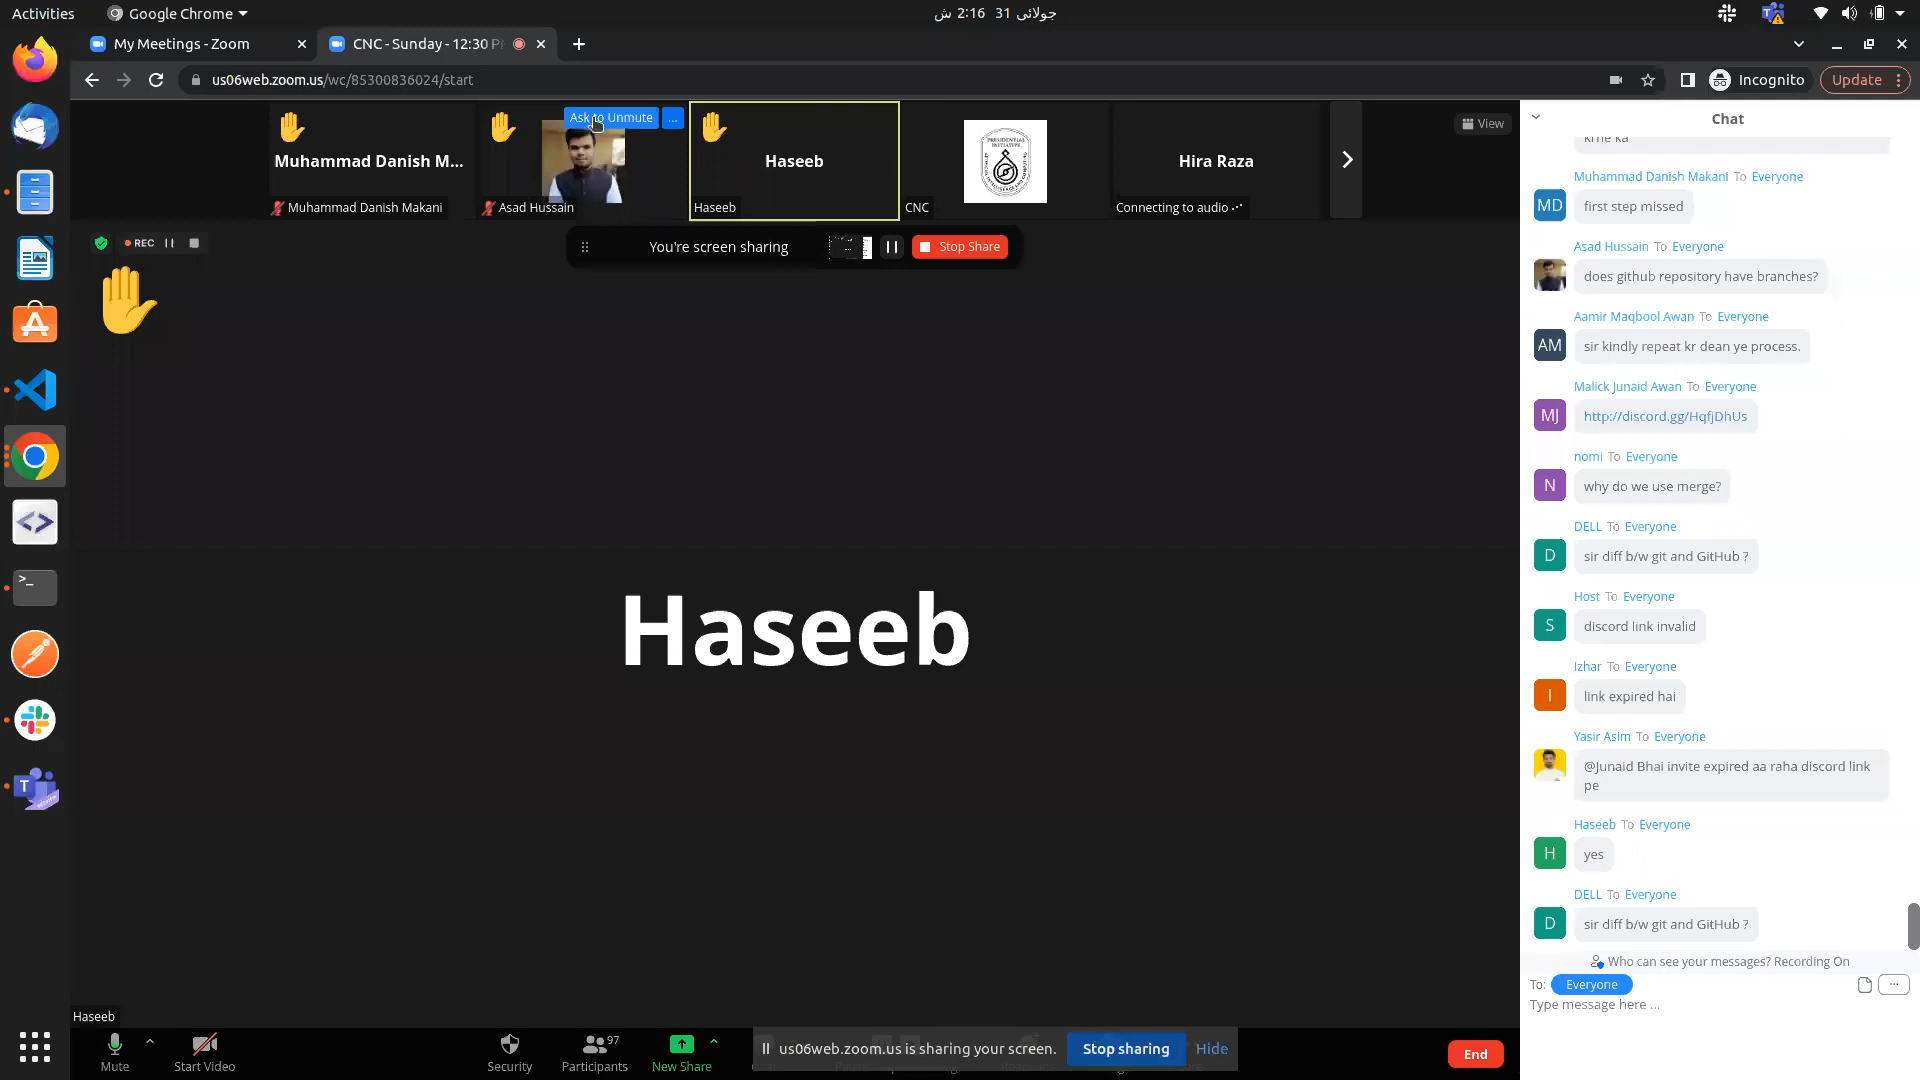 Activities
Google Chrome
جولائی 31  2:16 ش
My Meetings - Zoom
CNC - Sunday - 12:30 P
us06web.zoom.us/wc/85300836024/start
Incognito
Update
Ask to Unmute
...
Muhammad Danish M...
Haseeb
Hira Raza
View
Muhammad Danish Makani
Asad Hussain
Haseeb
CNC
Connecting to audio
REC
You're screen sharing
Stop Share
Haseeb
Haseeb
Mute
Start Video
Security
97
Participants
New Share
us06web.zoom.us is sharing your screen.
Stop sharing
Hide
End
Chat
Muhammad Danish Makani To Everyone
MD
first step missed
Asad Hussain To Everyone
does github repository have branches?
Aamir Maqbool Awan To Everyone
AM
sir kindly repeat kr dean ye process.
Malick Junaid Awan To Everyone
MJ
http://discord.gg/HqfjDhUs
nomi To Everyone
N
why do we use merge?
DELL To Everyone
D
sir diff b/w git and GitHub ?
Host To Everyone
S
discord link invalid
Izhar To Everyone
I
link expired hai
Yasir Asim To Everyone
@Junaid Bhai invite expired aa raha discord link
pe
Haseeb To Everyone
H
yes
DELL To Everyone
D
sir diff b/w git and GitHub ?
Who can see your messages? Recording On
To: Everyone
Type message here ...